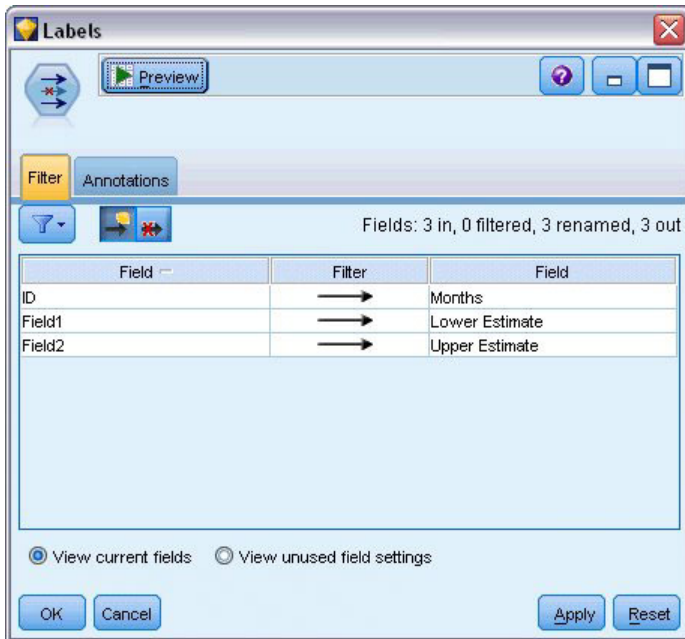 Labels
Preview
Filter Annotations
Fields: 3 in, 0 filtered, 3 renamed, 3 out
Field Filter Field
ID Months
Field1 Lower Estimate
Field2 Upper Estimate
View current fields View unused field settings
OK Cancel Apply Reset